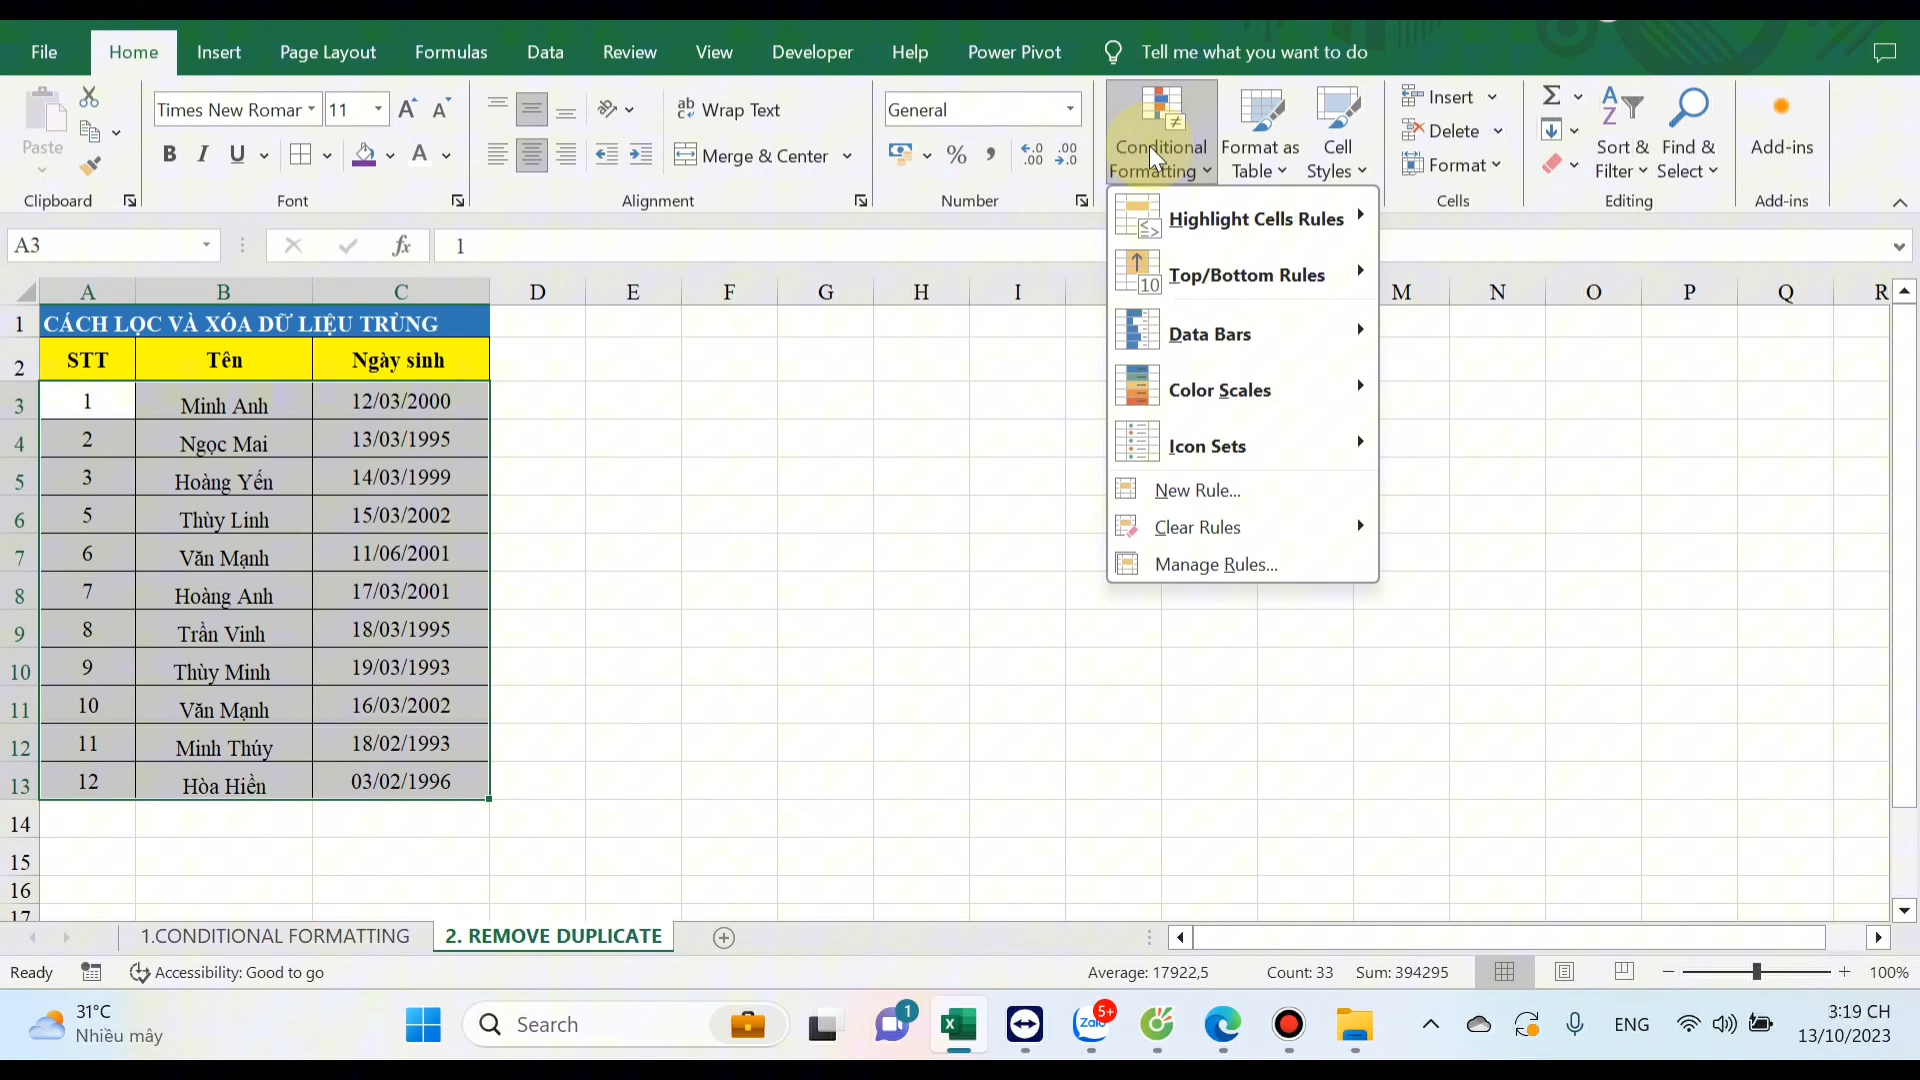 File Home Insert Page Layout Formulas Data Review View Developer Help Power Pivot Tell me what you want to do
Times New Romar 11 Wrap Text General Insert
Paste Merge & Center Conditional Formatting Format as Table Cell Styles Delete Sort & Filter Find & Select Add-ins
Format
Clipboard Font Alignment Number Cells Editing Add-ins
A3 fx 1
Highlight Cells Rules
Top/Bottom Rules
Data Bars
Color Scales
Icon Sets
New Rule...
Clear Rules
Manage Rules...
A B C D E F G H I M N O P Q R
1 CÁCH LỌC VÀ XÓA DỮ LIỆU TRÙNG
2 STT Tên Ngày sinh
3 1 Minh Anh 12/03/2000
4 2 Ngọc Mai 13/03/1995
5 3 Hoàng Yến 14/03/1999
6 5 Thùy Linh 15/03/2002
7 6 Văn Mạnh 11/06/2001
8 7 Hoàng Anh 17/03/2001
9 8 Trần Vinh 18/03/1995
10 9 Thùy Minh 19/03/1993
11 10 Văn Mạnh 16/03/2002
12 11 Minh Thúy 18/02/1993
13 12 Hòa Hiền 03/02/1996
14
15
16
17
1.CONDITIONAL FORMATTING 2. REMOVE DUPLICATE
Ready Accessibility: Good to go Average: 17922,5 Count: 33 Sum: 394295 100%
31°C
Nhiều mây
Search
1
5+
Zalo
ENG
3:19 CH
13/10/2023